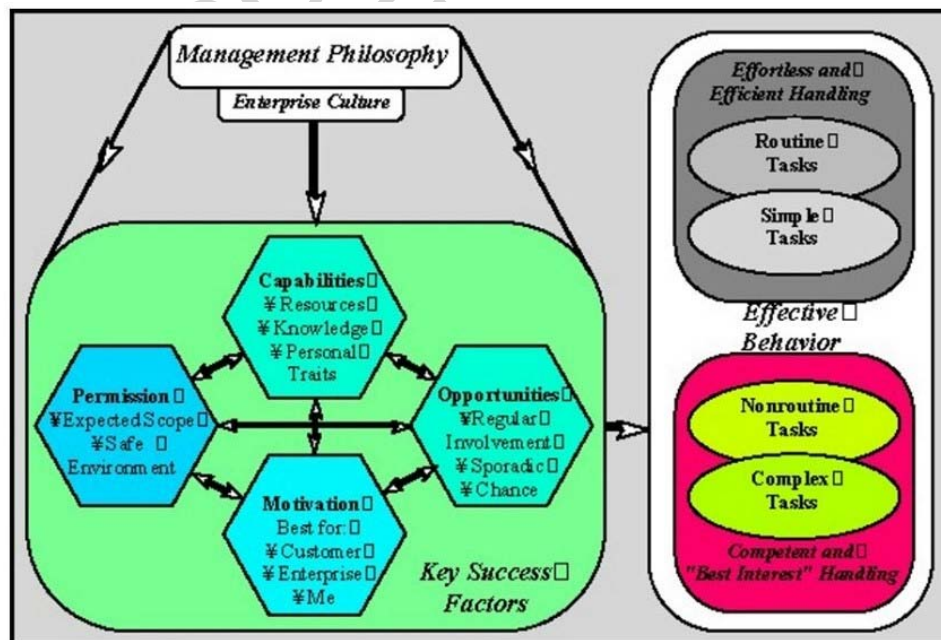 Management Philosophy
Enterprise Culture
Capabilities□
¥Resources□
¥Knowledge□
¥Personal□
Traits
Permission□
¥Expected Scope□
¥Safe □
Environment
Opportunities□
¥Regular□
Involvement□
¥Sporadic□
¥Chance
Motivation□
Best for:□
¥Customer□
¥Enterprise□
¥Me
Key Success□
Factors
Effortless and□
Efficient Handling
Routine□
Tasks
Simple□
Tasks
Effective□
Behavior
Nonroutine□
Tasks
Complex□
Tasks
Competent and□
"Best Interest" Handling